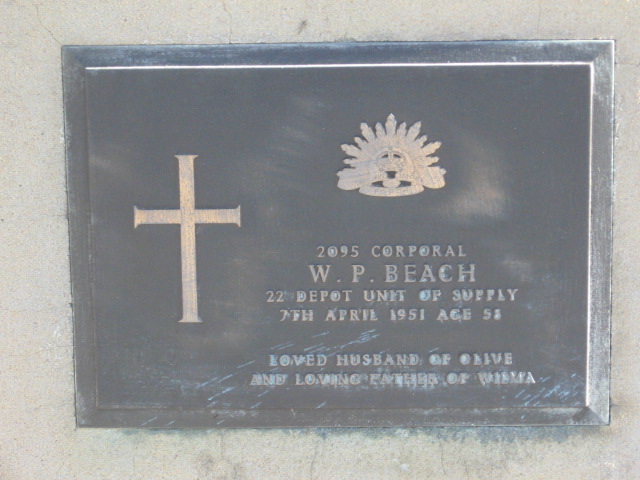 2095 CORPORAL
W. P. BEACH
22 DEPOT UNIT OF SUPPLY
7TH APRIL 1951 AGE 58
LOVED HUSBAND OF OLIVE
AND LOVING FATHER OF WILMA